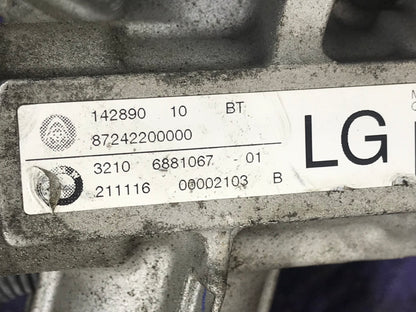 142890 10 BT
87242200000
3210 6881067 01
211116 00002103 B
LG